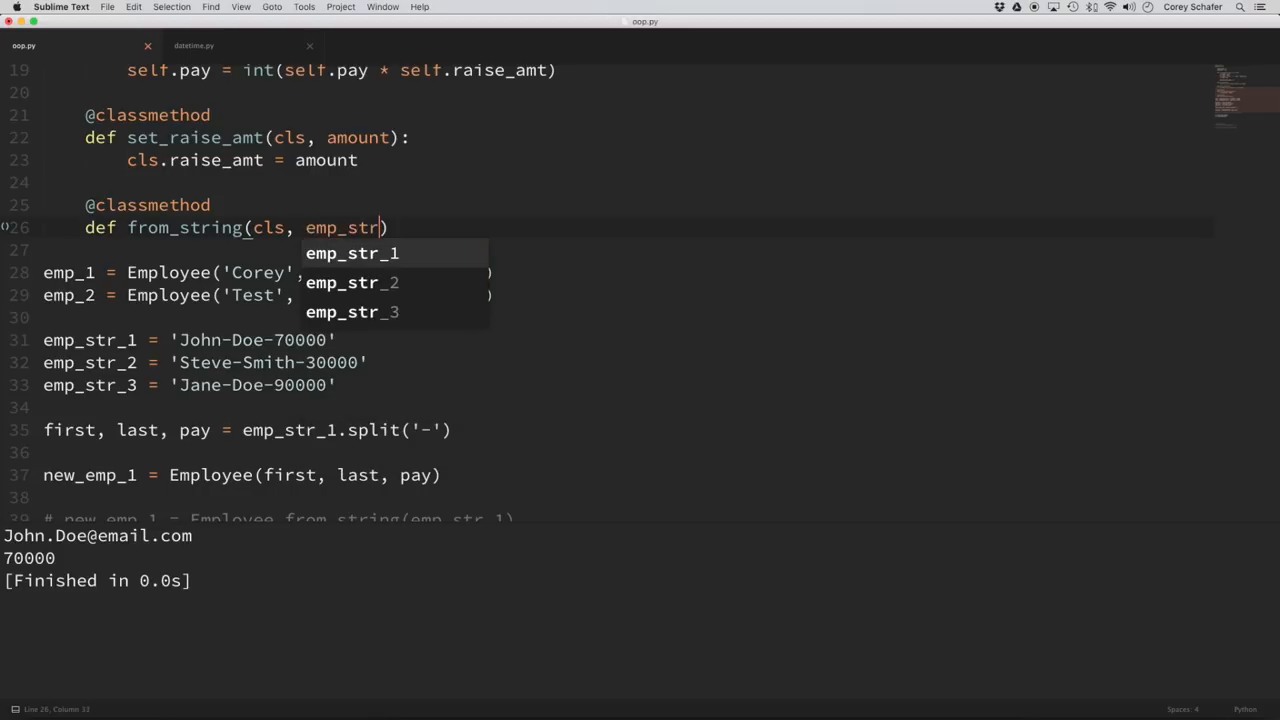 Sublime Text File Edit Selection Find View Goto Tools Project Window Help Corey Schafer
oop.py
oop.py datetime.py
19 self.pay = int(self.pay * self.raise_amt)
20
21 @classmethod
22 def set_raise_amt(cls, amount):
23 cls.raise_amt = amount
24
25 @classmethod
26 def from_string(cls, emp_str)
emp_str_1
emp_str_2
emp_str_3
27
28 emp_1 = Employee('Corey', )
29 emp_2 = Employee('Test', )
30
31 emp_str_1 = 'John-Doe-70000'
32 emp_str_2 = 'Steve-Smith-30000'
33 emp_str_3 = 'Jane-Doe-90000'
34
35 first, last, pay = emp_str_1.split('-')
36
37 new_emp_1 = Employee(first, last, pay)
38
39 # new_emp_1 = Employee.from_string(emp_str_1)
John.Doe@email.com
70000
[Finished in 0.0s]
Line 26, Column 33 Spaces: 4 Python